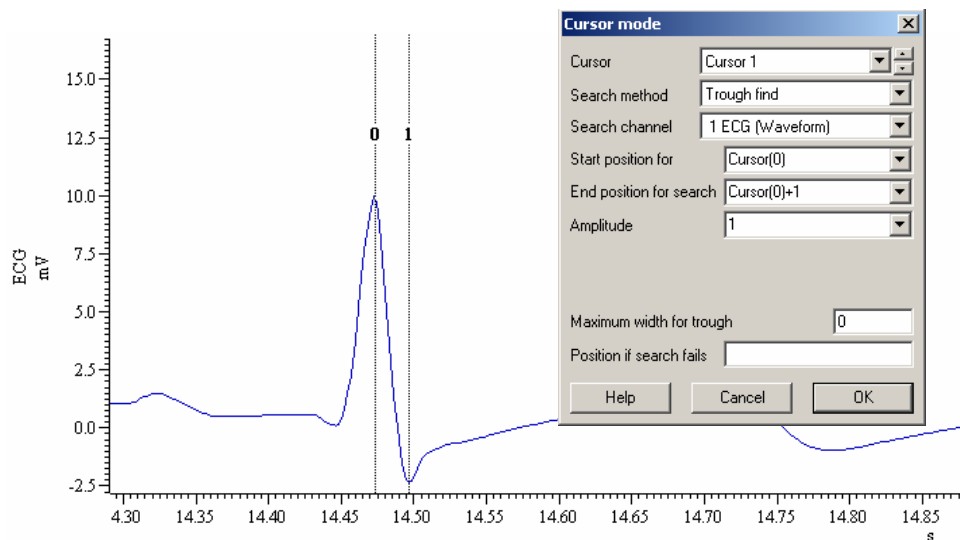 15.0
12.5
10.0
7.5
5.0
2.5
0.0
-2.5
ECG
mV
0 1
4.30 14.35 14.40 14.45 14.50 14.55 14.60 14.65 14.70 14.75 14.80 14.85
s
Cursor mode
Cursor Cursor 1
Search method Trough find
Search channel 1 ECG (Waveform)
Start position for Cursor(0)
End position for search Cursor(0)+1
Amplitude 1
Maximum width for trough 0
Position if search fails
Help Cancel OK